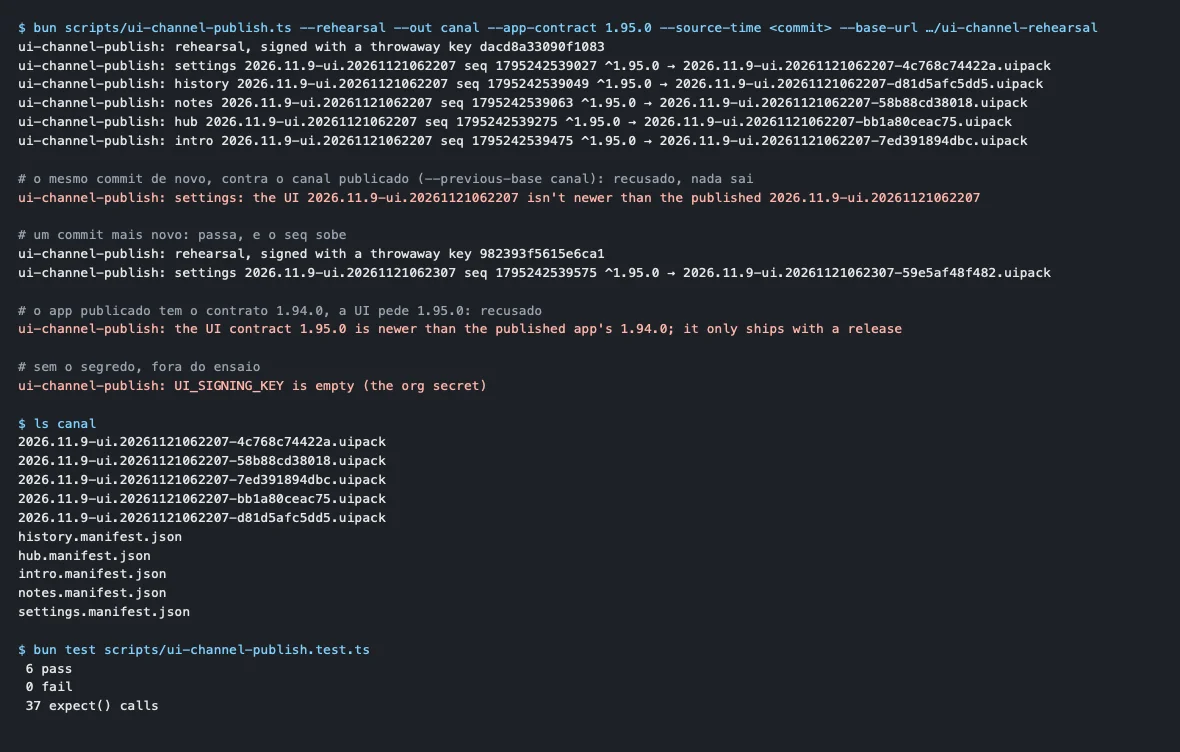 $ bun scripts/ui-channel-publish.ts --rehearsal --out canal --app-contract 1.95.0 --source-time <commit> --base-url …/ui-channel-rehearsal
ui-channel-publish: rehearsal, signed with a throwaway key dacd8a33090f1083
ui-channel-publish: settings 2026.11.9-ui.20261121062207 seq 1795242539027 ^1.95.0 → 2026.11.9-ui.20261121062207-4c768c74422a.uipack
ui-channel-publish: history 2026.11.9-ui.20261121062207 seq 1795242539049 ^1.95.0 → 2026.11.9-ui.20261121062207-d81d5afc5dd5.uipack
ui-channel-publish: notes 2026.11.9-ui.20261121062207 seq 1795242539063 ^1.95.0 → 2026.11.9-ui.20261121062207-58b88cd38018.uipack
ui-channel-publish: hub 2026.11.9-ui.20261121062207 seq 1795242539275 ^1.95.0 → 2026.11.9-ui.20261121062207-bb1a80ceac75.uipack
ui-channel-publish: intro 2026.11.9-ui.20261121062207 seq 1795242539475 ^1.95.0 → 2026.11.9-ui.20261121062207-7ed391894dbc.uipack
# o mesmo commit de novo, contra o canal publicado (--previous-base canal): recusado, nada sai
ui-channel-publish: settings: the UI 2026.11.9-ui.20261121062207 isn't newer than the published 2026.11.9-ui.20261121062207
# um commit mais novo: passa, e o seq sobe
ui-channel-publish: rehearsal, signed with a throwaway key 982393f5615e6ca1
ui-channel-publish: settings 2026.11.9-ui.20261121062307 seq 1795242539575 ^1.95.0 → 2026.11.9-ui.20261121062307-59e5af48f482.uipack
# o app publicado tem o contrato 1.94.0, a UI pede 1.95.0: recusado
ui-channel-publish: the UI contract 1.95.0 is newer than the published app's 1.94.0; it only ships with a release
# sem o segredo, fora do ensaio
ui-channel-publish: UI_SIGNING_KEY is empty (the org secret)
$ ls canal
2026.11.9-ui.20261121062207-4c768c74422a.uipack
2026.11.9-ui.20261121062207-58b88cd38018.uipack
2026.11.9-ui.20261121062207-7ed391894dbc.uipack
2026.11.9-ui.20261121062207-bb1a80ceac75.uipack
2026.11.9-ui.20261121062207-d81d5afc5dd5.uipack
history.manifest.json
hub.manifest.json
intro.manifest.json
notes.manifest.json
settings.manifest.json
$ bun test scripts/ui-channel-publish.test.ts
6 pass
0 fail
37 expect() calls